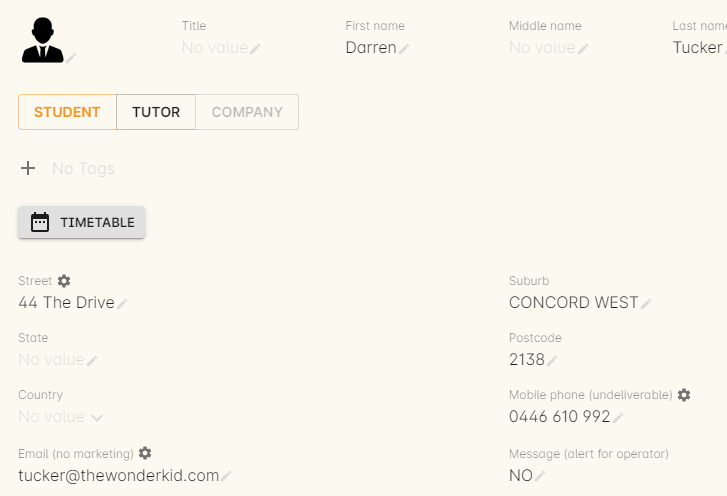 Title First name Middle name Last name
No value Darren No value Tucker
STUDENT TUTOR COMPANY
No Tags
TIMETABLE
Street Suburb
44 The Drive CONCORD WEST
State Postcode
No value 2138
Country Mobile phone (undeliverable)
No value 0446 610 992
Email (no marketing) Message (alert for operator)
tucker@thewonderkid.com NO